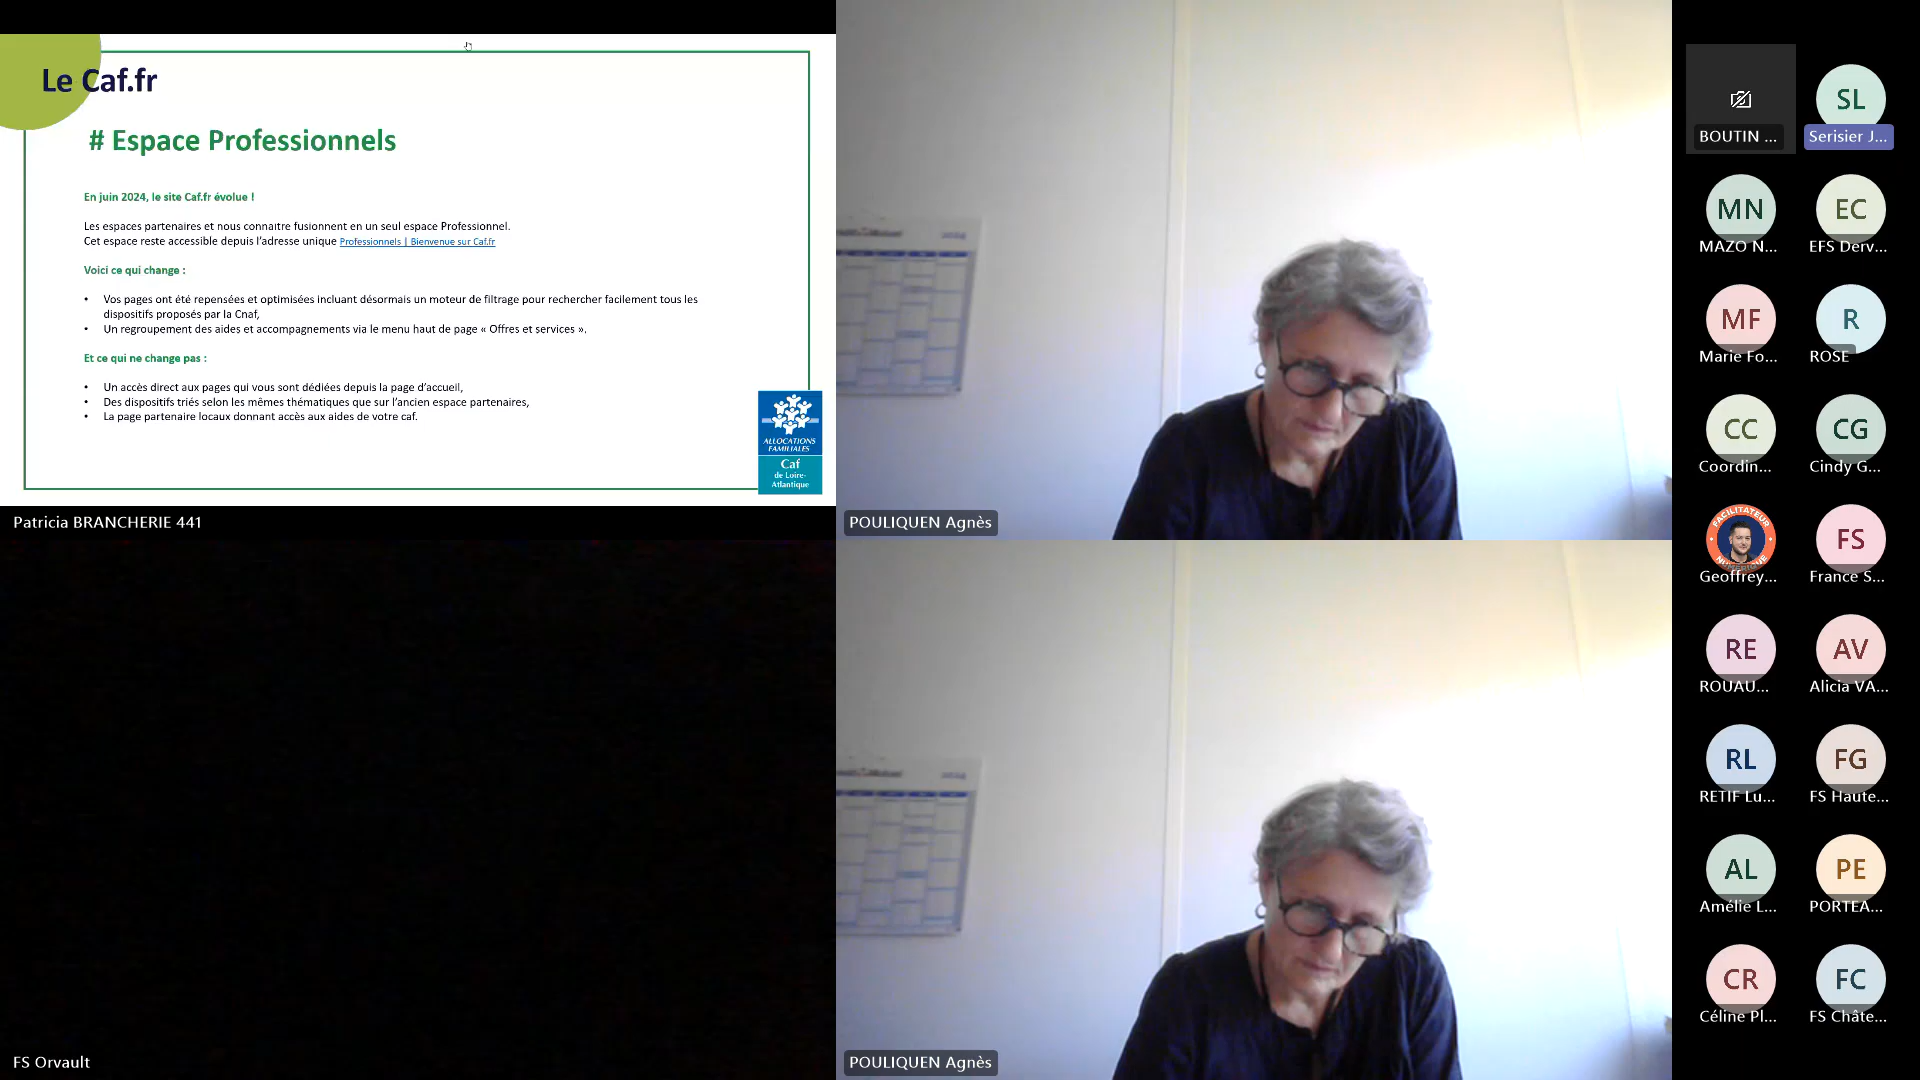 Le Caf.fr
# Espace Professionnels
En juin 2024, le site Caf.fr évolue !
Les espaces partenaires et nous connaitre fusionnent en un seul espace Professionnel.
Cet espace reste accessible depuis l'adresse unique Professionnels | Bienvenue sur Caf.fr
Voici ce qui change :
• Vos pages ont été repensées et optimisées incluant désormais un moteur de filtrage pour rechercher facilement tous les
dispositifs proposés par la Cnaf,
• Un regroupement des aides et accompagnements via le menu haut de page « Offres et services ».
Et ce qui ne change pas :
• Un accès direct aux pages qui vous sont dédiées depuis la page d'accueil,
• Des dispositifs triés selon les mêmes thématiques que sur l'ancien espace partenaires,
• La page partenaire locaux donnant accès aux aides de votre caf.
ALLOCATIONS
FAMILIALES
Caf
de Loire-
Atlantique
Patricia BRANCHERIE 441
POULIQUEN Agnès
FS Orvault
POULIQUEN Agnès
BOUTIN ...
SL
Serisier J...
MN
MAZO N...
EC
EFS Derv...
MF
Marie Fo...
R
ROSE
CC
Coordin...
CG
Cindy G...
FACILITATEUR
NUMÉRIQUE
Geoffrey...
FS
France S...
RE
ROUAU...
AV
Alicia VA...
RL
RETIF Lu...
FG
FS Haute...
AL
Amélie L...
PE
PORTEA...
CR
Céline Pl...
FC
FS Châte...